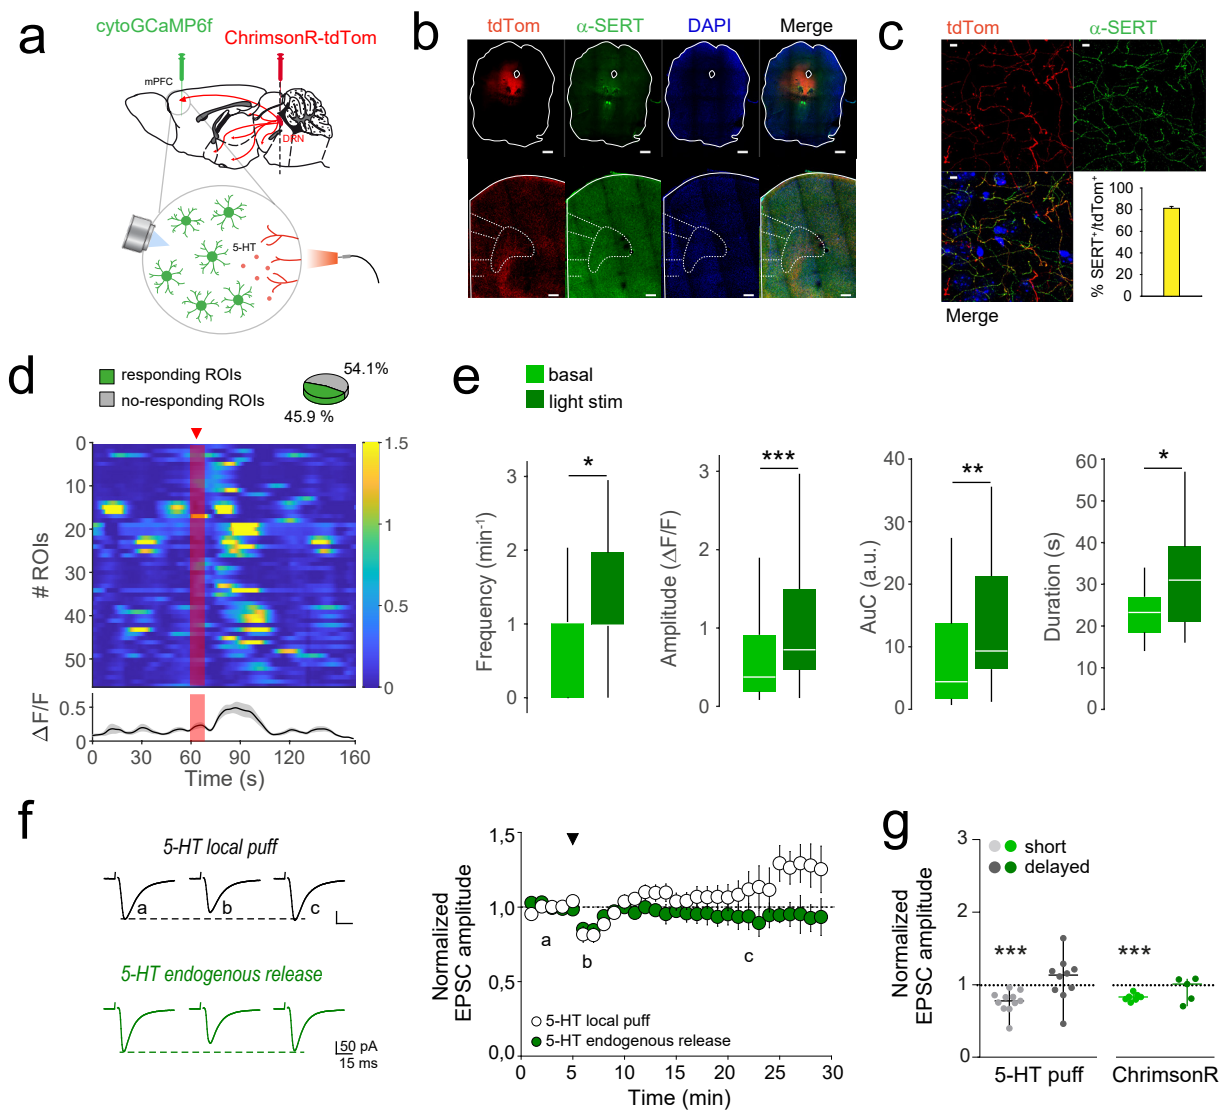 a
cytoGCaMP6f
ChrimsonR-tdTom
mPFC
DRN
5-HT
b
tdTom
α-SERT
DAPI
Merge
c
tdTom
α-SERT
Merge
% SERT+/tdTom+
100
80
60
40
20
0
d
responding ROIs
no-responding ROIs
54.1%
45.9 %
# ROIs
0
10
20
30
40
50
1.5
1
0.5
0
ΔF/F
0.5
0
0 30 60 90 120 160
Time (s)
e
basal
light stim
Frequency (min-1)
3
2
1
0
*
Amplitude (ΔF/F)
3
2
1
0
***
AuC (a.u.)
40
30
20
10
0
**
Duration (s)
60
50
40
30
20
10
0
*
f
5-HT local puff
a b c
5-HT endogenous release
50 pA
15 ms
Normalized
EPSC amplitude
1,5
1,0
0,5
0,0
a
b
c
5-HT local puff
5-HT endogenous release
0 5 10 15 20 25 30
Time (min)
g
short
delayed
Normalized
EPSC amplitude
3
2
1
0
*** ***
5-HT puff ChrimsonR